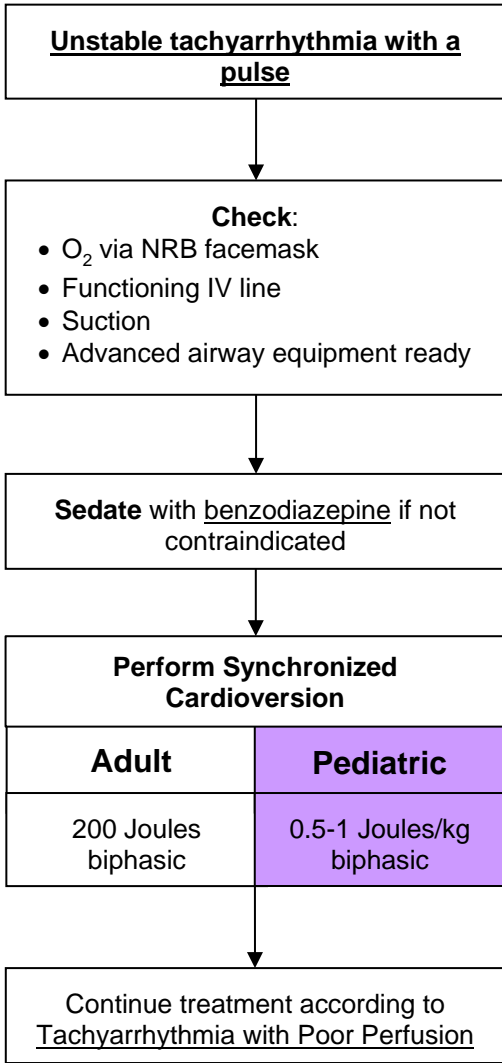 Unstable tachyarrhythmia with a
pulse
Check:
• O₂ via NRB facemask
• Functioning IV line
• Suction
• Advanced airway equipment ready
Sedate with benzodiazepine if not
contraindicated
Perform Synchronized
Cardioversion
Adult
Pediatric
200 Joules
biphasic
0.5-1 Joules/kg
biphasic
Continue treatment according to
Tachyarrhythmia with Poor Perfusion